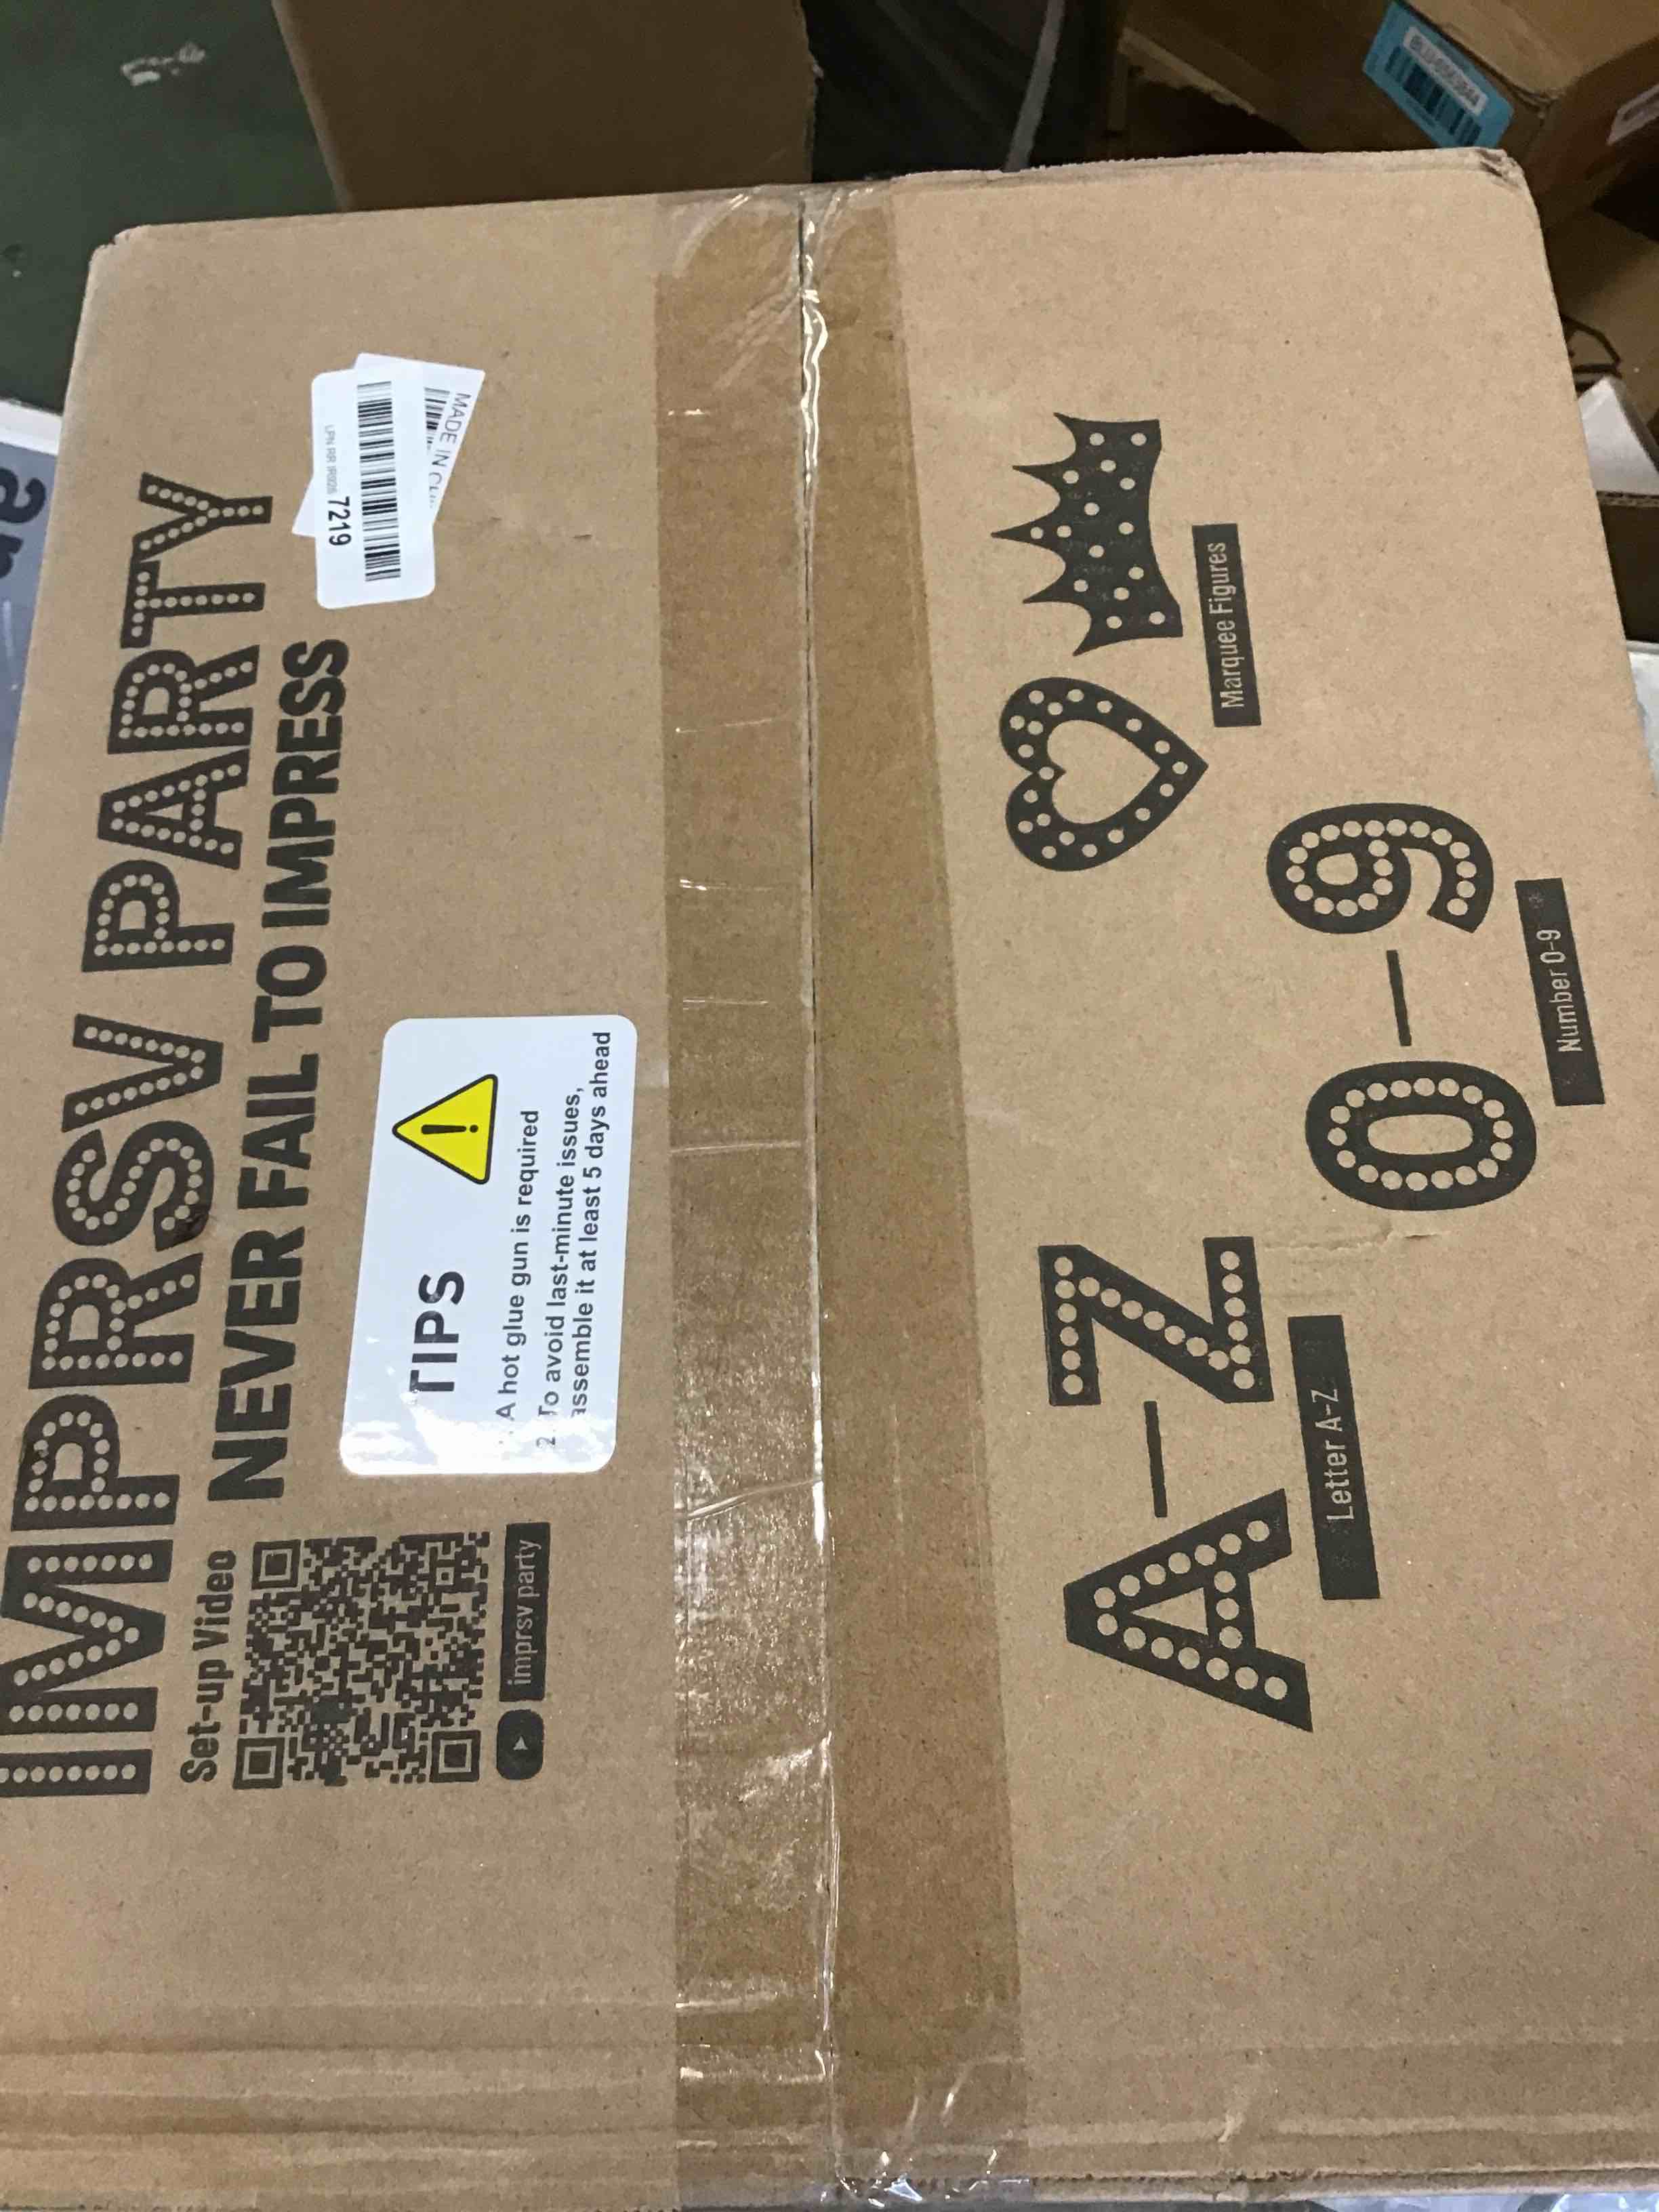 IMPRSV PARTY
Set-up Video
NEVER FAIL TO IMPRESS
imprsv party
TIPS
A hot glue gun is required
2. To avoid last-minute issues,
assemble it at least 5 days ahead
7219
MADE IN
A-Z
Letter A-Z
0-9
Number 0-9
Marquee Figures